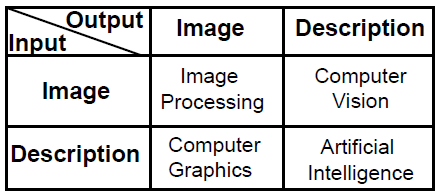 Output
Input
Image
Description
Image
Image
Processing
Computer
Vision
Description
Computer
Graphics
Artificial
Intelligence